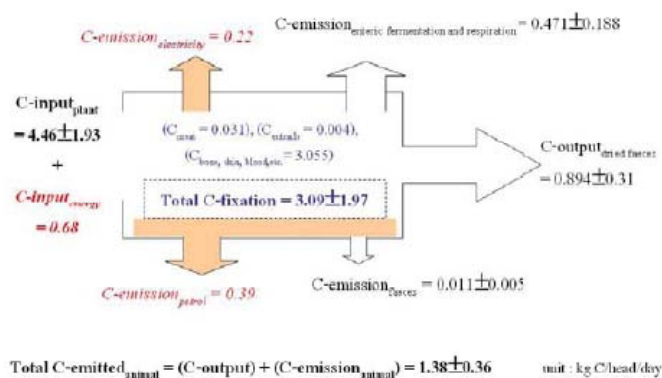 C-emission electricity = 0.22
C-emission enteric fermentation and respiration = 0.471±0.188
C-input plant
= 4.46±1.93
+
C-input energy
= 0.68
(C = 0.031), (C = 0.004),
(C bone, skin, blood, etc. = 3.055)
Total C-fixation = 3.09±1.97
C-output dried faeces
= 0.894±0.31
C-emission petrol = 0.39
C-emission faeces = 0.011±0.005
Total C-emitted animal = (C-output) + (C-emission animal) = 1.38±0.36
unit : kg C/head/day